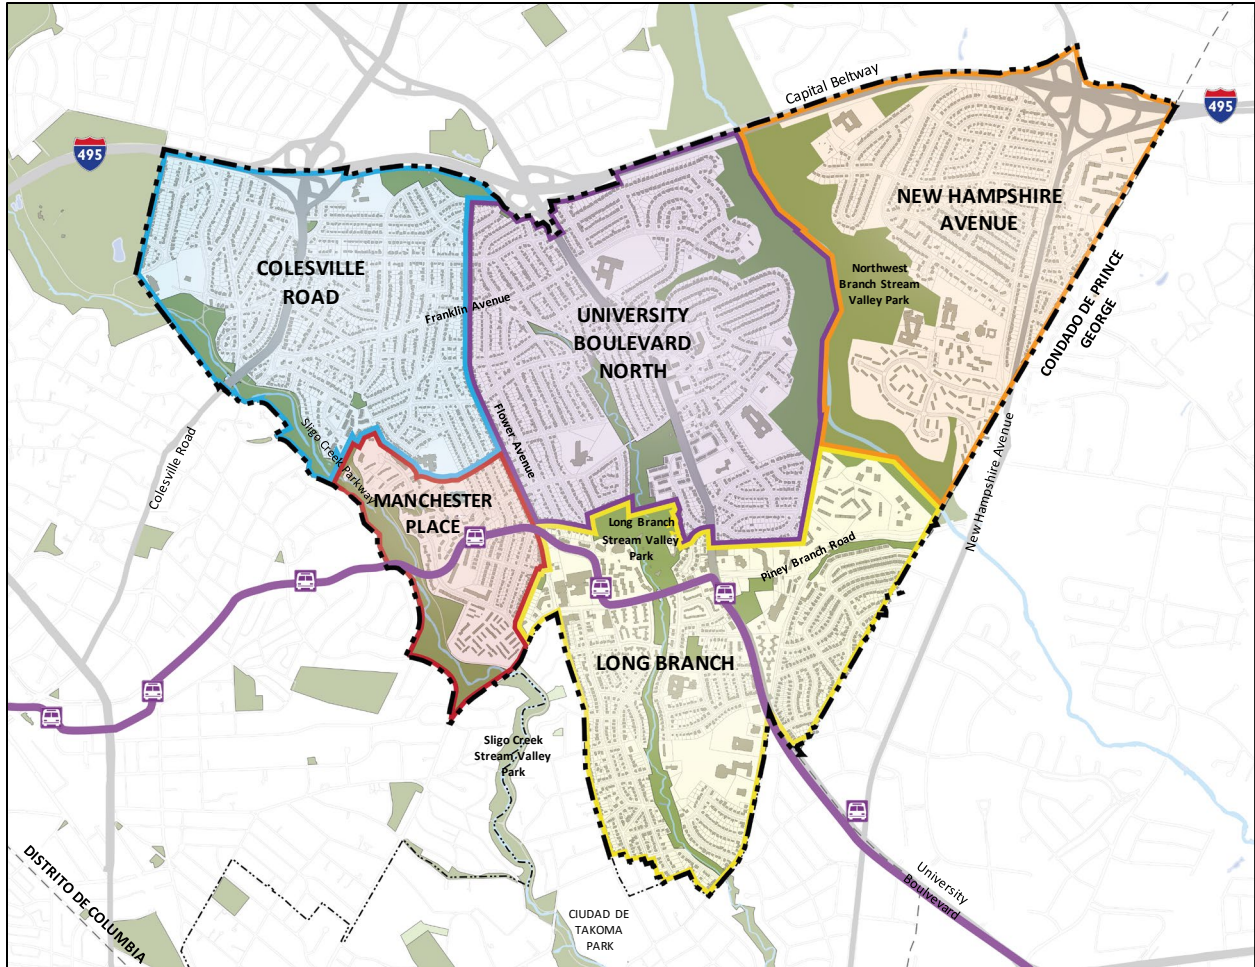 Capital Beltway
495
495
NEW HAMPSHIRE
AVENUE
COLESVILLE
ROAD
Northwest
Branch Stream
Valley Park
CONDADO DE PRINCE
GEORGE
Franklin Avenue
UNIVERSITY
BOULEVARD
NORTH
Flower Avenue
Sligo Creek Parkway
Colesville Road
New Hampshire Avenue
MANCHESTER
PLACE
Long Branch
Stream Valley
Park
Piney Branch Road
LONG BRANCH
Sligo Creek
Stream Valley
Park
DISTRITO DE COLUMBIA
CIUDAD DE
TAKOMA
PARK
University
Boulvevard